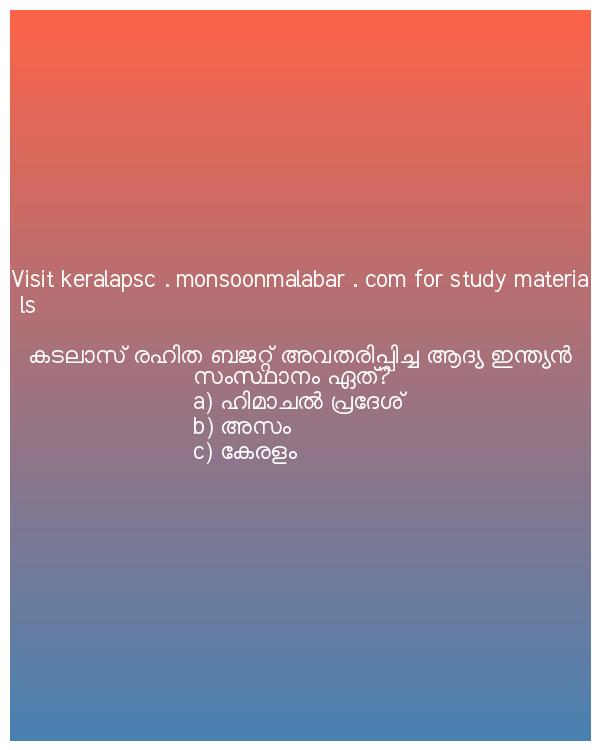 Visit keralapsc . monsoonmalabar . com for study materia
ls
കടലാസ് രഹിത ബജറ്റ് അവതരിപ്പിച്ച ആദ്യ ഇന്ത്യൻ
സംസ്ഥാനം ഏത്?
a) ഹിമാചൽ പ്രദേശ്
b) അസം
c) കേരളം